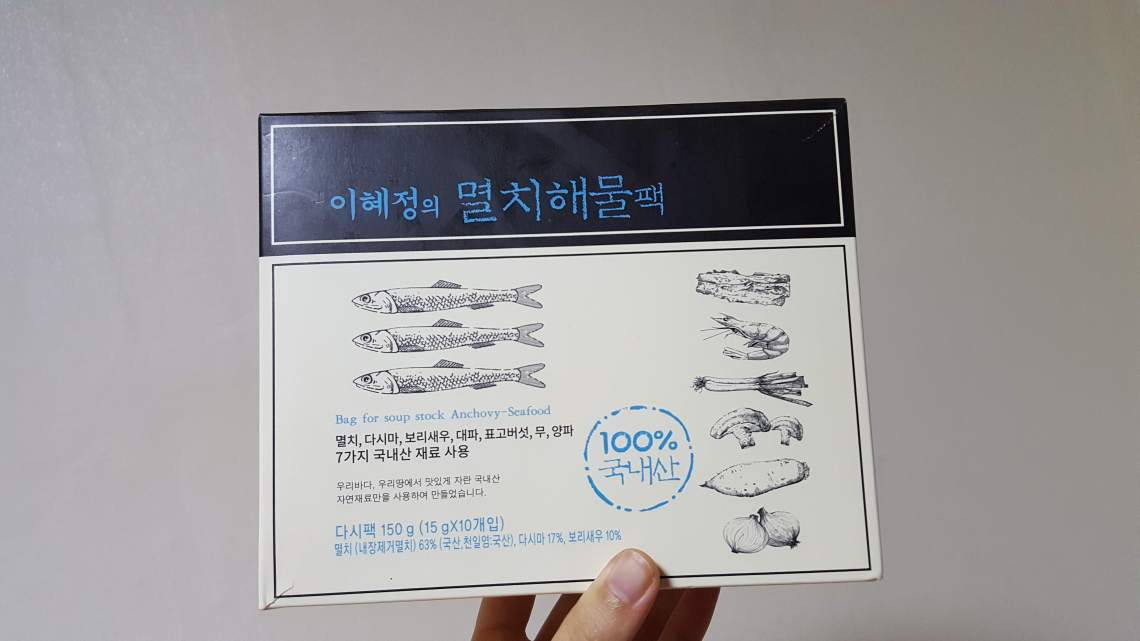 이혜정의 멸치해물팩
Bag for soup stock Anchovy-Seafood
멸치, 다시마, 보리새우, 대파, 표고버섯, 무, 양파
7가지 국내산 재료 사용
우리바다, 우리땅에서 맛있게 자란 국내산
자연재료만을 사용하여 만들었습니다.
100%
국내산
다시팩 150 g (15 gX10개입)
멸치 (내장제거멸치) 63% (국산,천일염:국산), 다시마 17%, 보리새우 10%